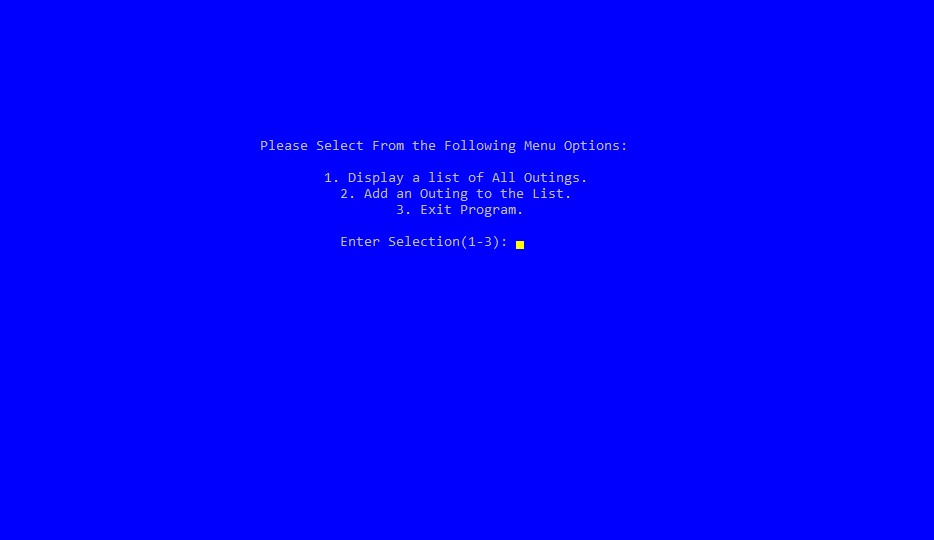 Please Select From the Following Menu Options:
1. Display a list of All Outings.
2. Add an Outing to the List.
3. Exit Program.
Enter Selection(1-3):